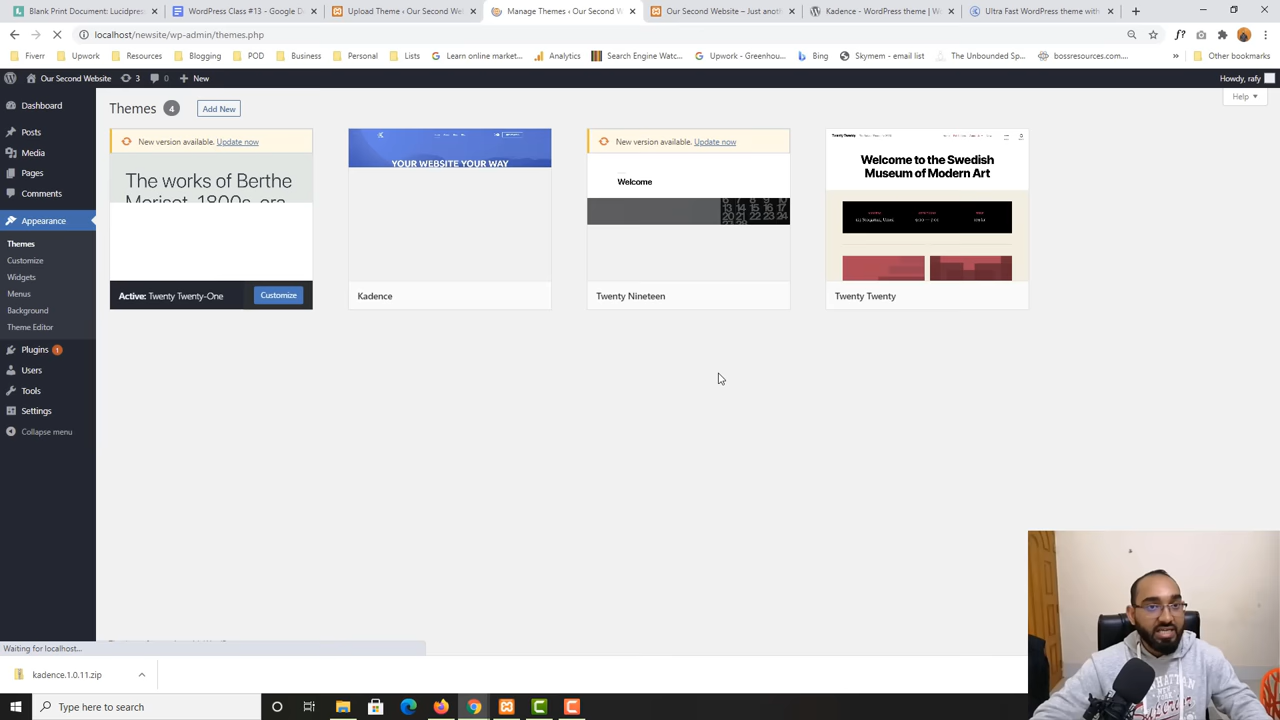 Blank Print Document: Lucidpress
WordPress Class #13 - Google D
Upload Theme ‹ Our Second Web
Manage Themes ‹ Our Second W
Our Second Website – Just anoth
Kadence - WordPress theme | W
Ultra Fast WordPress theme with
localhost/newsite/wp-admin/themes.php
Fiverr
Upwork
Resources
Blogging
POD
Business
Personal
Lists
Learn online market...
Analytics
Search Engine Watc...
Upwork - Greenhou...
Bing
Skymem - email list
The Unbounded Sp...
bossresources.com...
Other bookmarks
Our Second Website
3
0
New
Howdy, rafy
Dashboard
Posts
Media
Pages
Comments
Appearance
Themes
Customize
Widgets
Menus
Background
Theme Editor
Plugins 1
Users
Tools
Settings
Collapse menu
Themes 4 Add New
Help
New version available. Update now
The works of Berthe
Active: Twenty Twenty-One
Customize
YOUR WEBSITE YOUR WAY
Kadence
New version available. Update now
Welcome
Twenty Nineteen
Twenty Twenty
Welcome to the Swedish
Museum of Modern Art
Twenty Twenty
Waiting for localhost...
kadence.1.0.11.zip
Type here to search